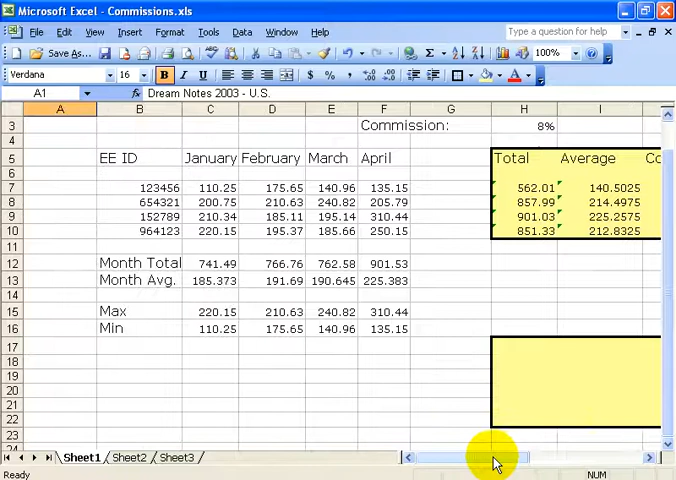 Microsoft Excel - Commissions.xls
File Edit View Insert Format Tools Data Window Help Type a question for help
Save As... 100%
Verdana 16 B I U $ % ,
A1 fx Dream Notes 2003 - U.S.
A B C D E F G H I
3 Commission: 8%
4
5 EE ID January February March April Total Average Co
6
7 123456 110.25 175.65 140.96 135.15 562.01 140.5025
8 654321 200.75 210.63 240.82 205.79 857.99 214.4975
9 152789 210.34 185.11 195.14 310.44 901.03 225.2575
10 964123 220.15 195.37 185.66 250.15 851.33 212.8325
11
12 Month Total 741.49 766.76 762.58 901.53
13 Month Avg. 185.373 191.69 190.645 225.383
14
15 Max 220.15 210.63 240.82 310.44
16 Min 110.25 175.65 140.96 135.15
17
18
19
20
21
22
23
24
Sheet1 Sheet2 Sheet3
Ready NUM